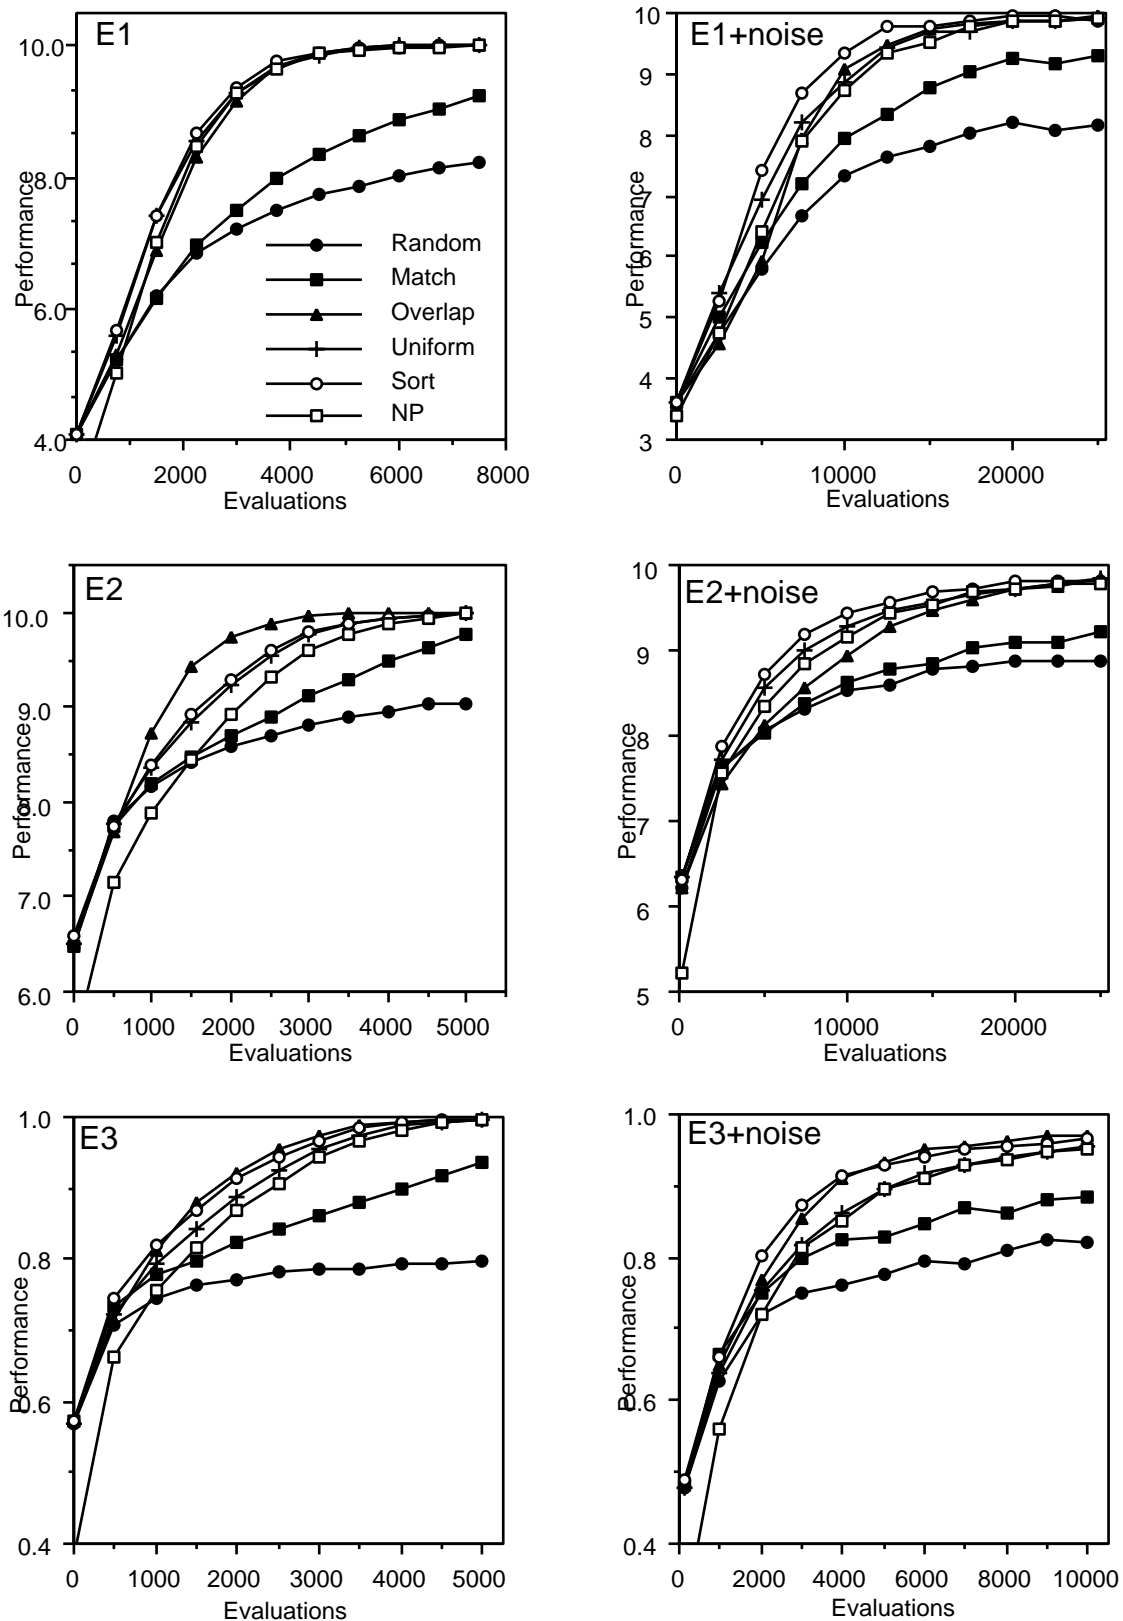 E1
10.0
8.0
6.0
4.0
Performance
Random
Match
Overlap
Uniform
Sort
NP
0 2000 4000 6000 8000
Evaluations
E1+noise
10
9
8
7
6
5
4
3
Performance
0 10000 20000
Evaluations
E2
10.0
9.0
8.0
7.0
6.0
Performance
0 1000 2000 3000 4000 5000
Evaluations
E2+noise
10
9
8
7
6
5
Performance
0 10000 20000
Evaluations
E3
1.0
0.8
0.6
0.4
Performance
0 1000 2000 3000 4000 5000
Evaluations
E3+noise
1.0
0.8
0.6
0.4
Performance
0 2000 4000 6000 8000 10000
Evaluations